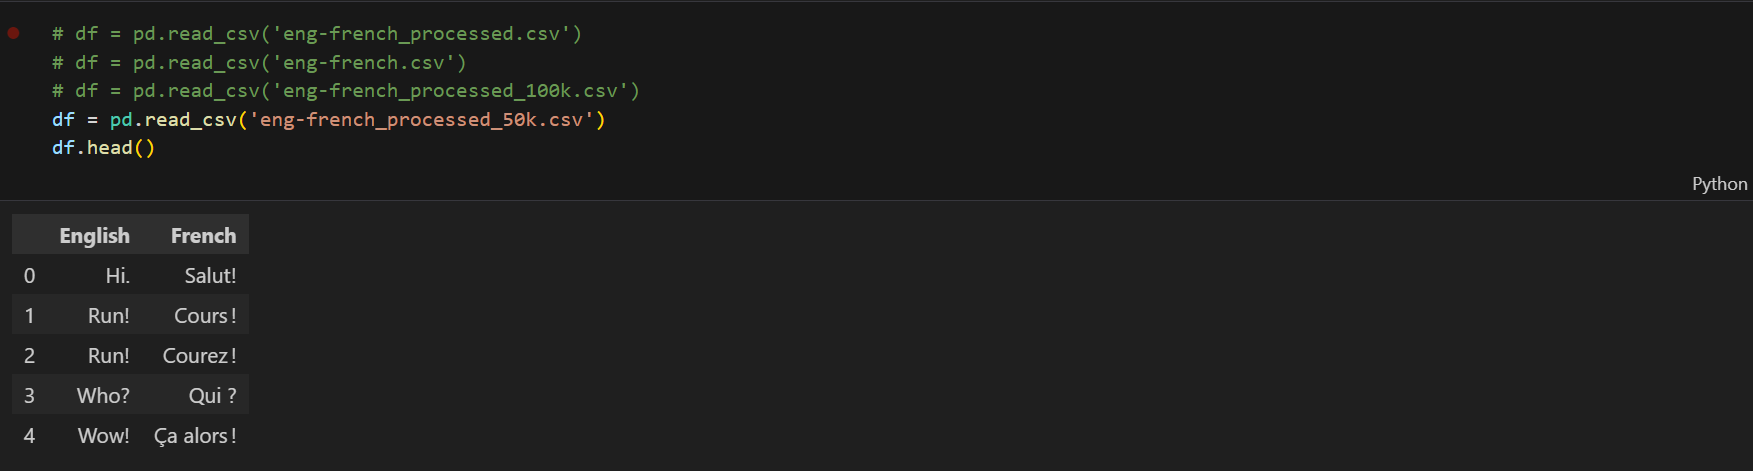 # df = pd.read_csv('eng-french_processed.csv')
# df = pd.read_csv('eng-french.csv')
# df = pd.read_csv('eng-french_processed_100k.csv')
df = pd.read_csv('eng-french_processed_50k.csv')
df.head()
Python
English French
0 Hi. Salut!
1 Run! Cours !
2 Run! Courez !
3 Who? Qui ?
4 Wow! Ça alors !